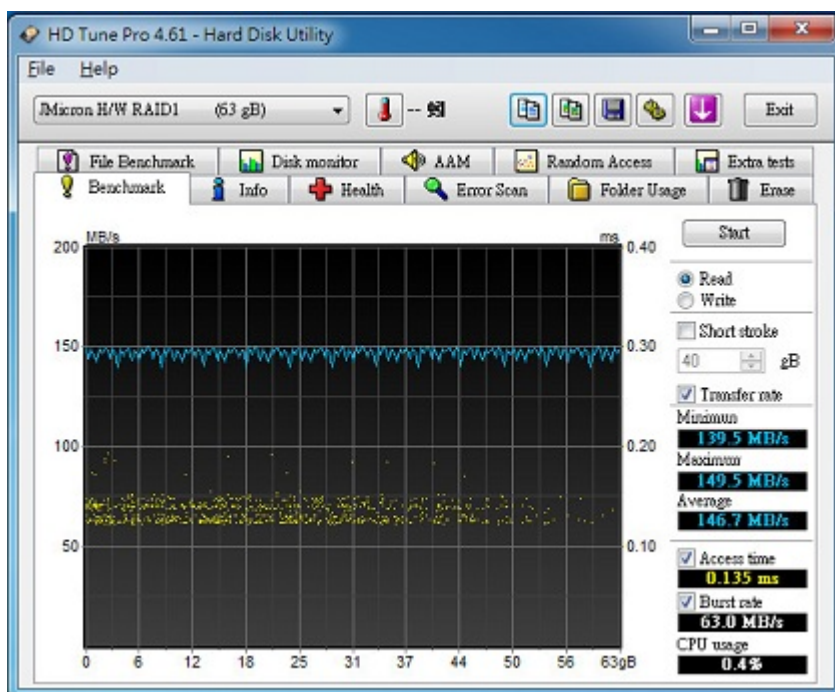 HD Tune Pro 4.61 - Hard Disk Utility
File Help
JMicron H/W RAID1 (63 gB)
Exit
File Benchmark Disk monitor AAM Random Access Extra tests
Benchmark Info Health Error Scan Folder Usage Erase
Start
Read
Write
Short stroke
40 gB
Transfer rate
Minimun
139.5 MB/s
Maximum
149.5 MB/s
Average
146.7 MB/s
Access time
0.135 ms
Burst rate
63.0 MB/s
CPU usage
0.4%
MB/s ms
200 0.40
150 0.30
100 0.20
50 0.10
0 6 12 18 25 31 37 44 50 56 63gB